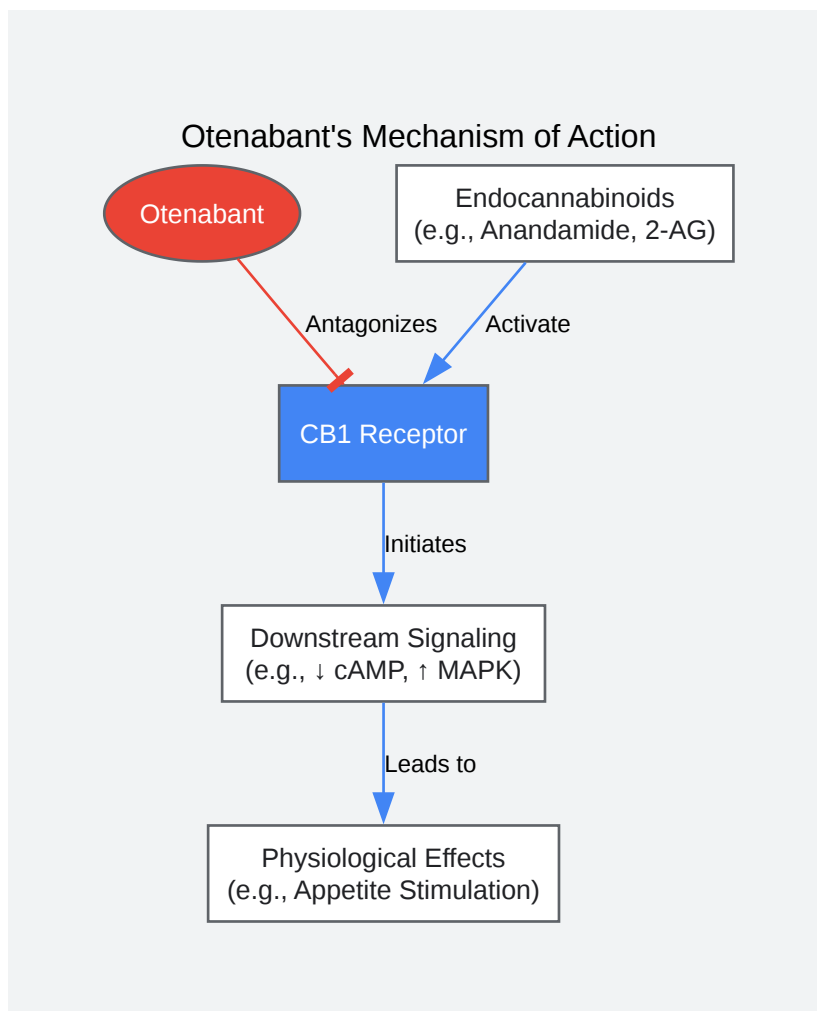 Otenabant's Mechanism of Action
Otenabant
Endocannabinoids
(e.g., Anandamide, 2-AG)
Antagonizes
Activate
CB1 Receptor
Initiates
Downstream Signaling
(e.g., ↓ cAMP, ↑ MAPK)
Leads to
Physiological Effects
(e.g., Appetite Stimulation)